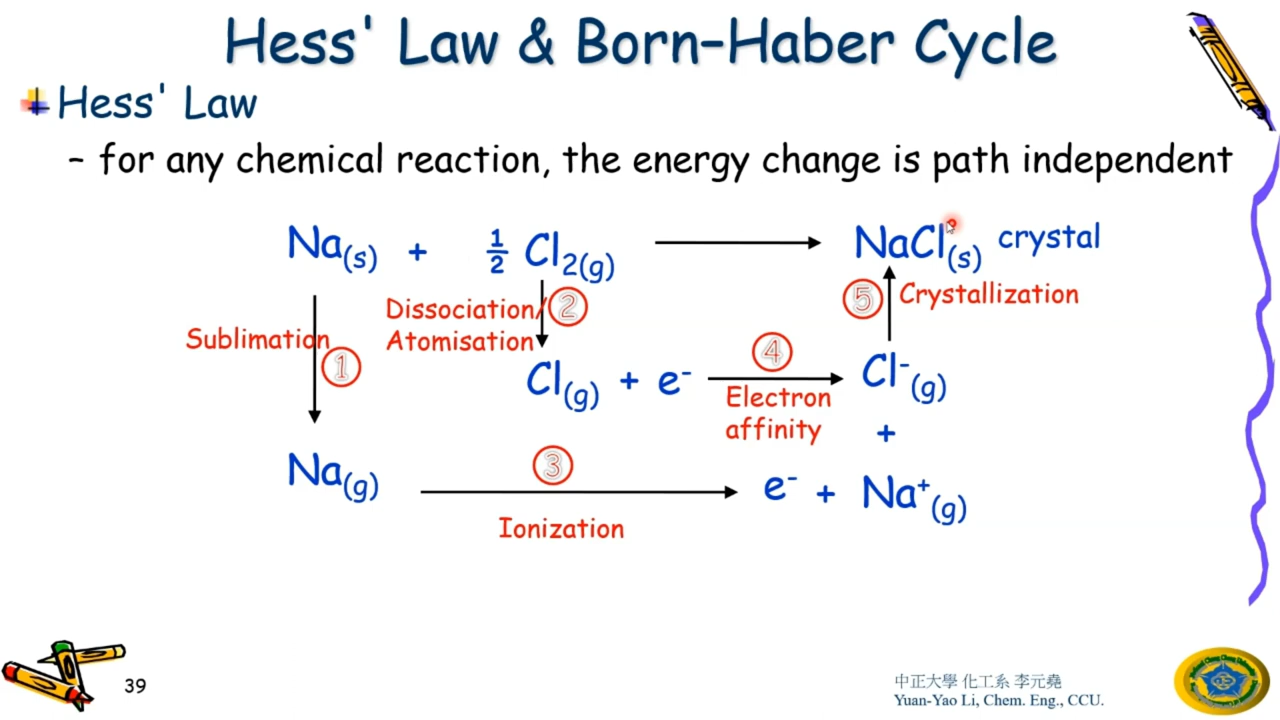 Hess' Law & Born-Haber Cycle
Hess' Law
– for any chemical reaction, the energy change is path independent
Na(s) + ½ Cl2(g) NaCl(s) crystal
Dissociation/ ②
Atomisation
⑤ Crystallization
Sublimation ①
Cl(g) + e- ④ Cl-(g)
Electron
affinity
+
Na(g) ③ e- + Na+(g)
Ionization
39
中正大學 化工系 李元堯
Yuan-Yao Li, Chem. Eng., CCU.